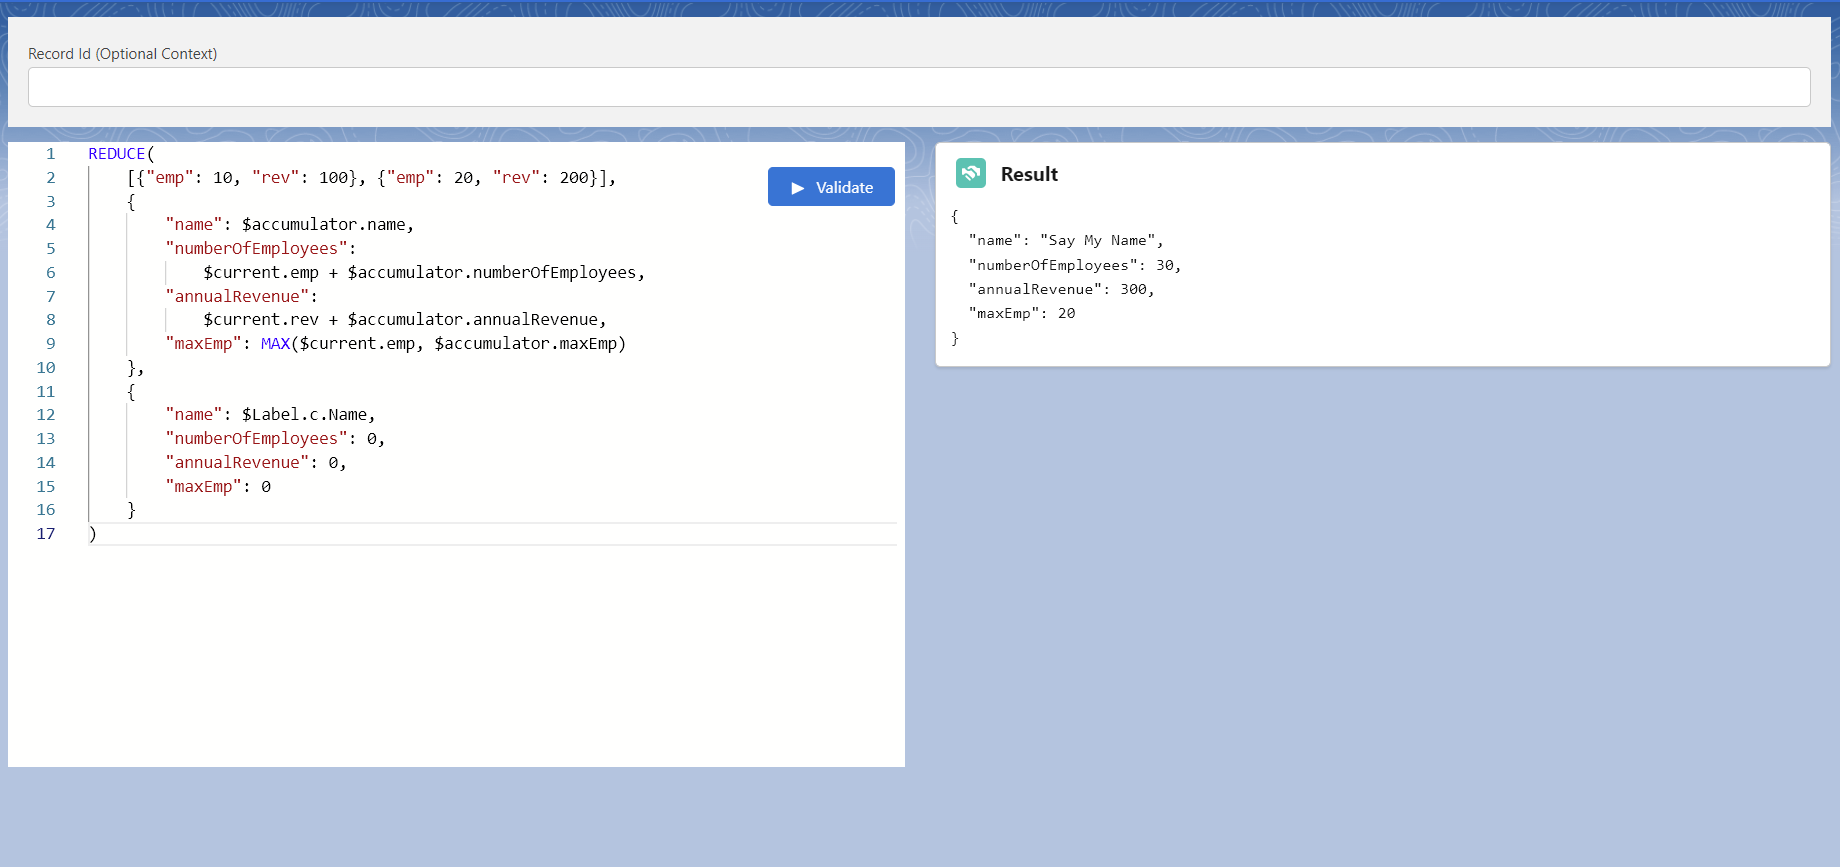 Record Id (Optional Context)
1 REDUCE(
2 [{"emp": 10, "rev": 100}, {"emp": 20, "rev": 200}],
3 {
4 "name": $accumulator.name,
5 "numberOfEmployees":
6 $current.emp + $accumulator.numberOfEmployees,
7 "annualRevenue":
8 $current.rev + $accumulator.annualRevenue,
9 "maxEmp": MAX($current.emp, $accumulator.maxEmp)
10 },
11 {
12 "name": $Label.c.Name,
13 "numberOfEmployees": 0,
14 "annualRevenue": 0,
15 "maxEmp": 0
16 }
17 )
Validate
Result
{
"name": "Say My Name",
"numberOfEmployees": 30,
"annualRevenue": 300,
"maxEmp": 20
}